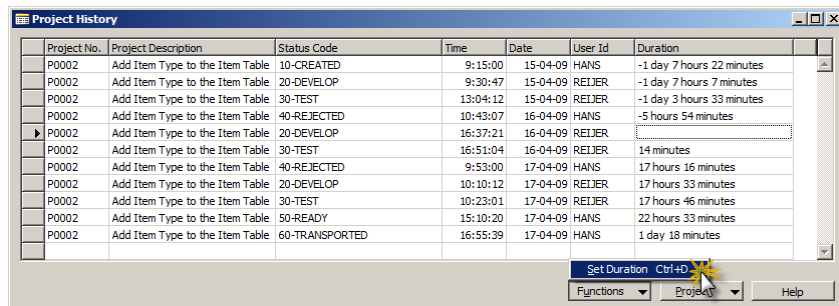 Project History
Project No. Project Description Status Code Time Date User Id Duration
P0002 Add Item Type to the Item Table 10-CREATED 9:15:00 15-04-09 HANS -1 day 7 hours 22 minutes
P0002 Add Item Type to the Item Table 20-DEVELOP 9:30:47 15-04-09 REIJER -1 day 7 hours 7 minutes
P0002 Add Item Type to the Item Table 30-TEST 13:04:12 15-04-09 REIJER -1 day 3 hours 33 minutes
P0002 Add Item Type to the Item Table 40-REJECTED 10:43:07 16-04-09 HANS -5 hours 54 minutes
P0002 Add Item Type to the Item Table 20-DEVELOP 16:37:21 16-04-09 REIJER
P0002 Add Item Type to the Item Table 30-TEST 16:51:04 16-04-09 REIJER 14 minutes
P0002 Add Item Type to the Item Table 40-REJECTED 9:53:00 17-04-09 HANS 17 hours 16 minutes
P0002 Add Item Type to the Item Table 20-DEVELOP 10:10:12 17-04-09 REIJER 17 hours 33 minutes
P0002 Add Item Type to the Item Table 30-TEST 10:23:01 17-04-09 REIJER 17 hours 46 minutes
P0002 Add Item Type to the Item Table 50-READY 15:10:20 17-04-09 HANS 22 hours 33 minutes
P0002 Add Item Type to the Item Table 60-TRANSPORTED 16:55:39 17-04-09 HANS 1 day 18 minutes
Set Duration Ctrl+D
Functions Project Help